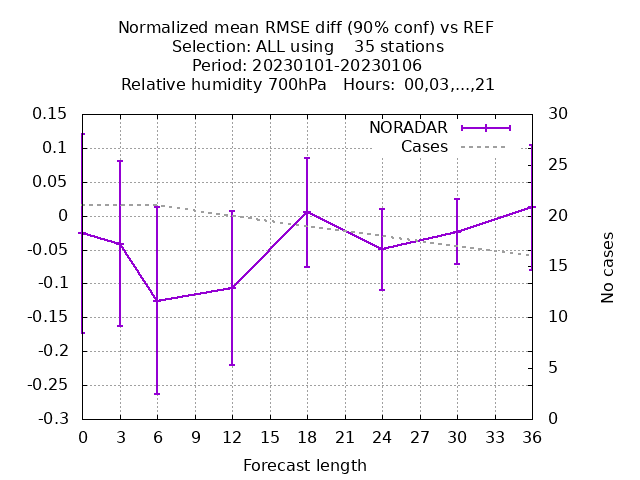 Normalized mean RMSE diff (90% conf) vs REF
Selection: ALL using    35 stations
Period: 20230101-20230106
Relative humidity 700hPa   Hours: 00,03,...,21
NORADAR
Cases
0.15
0.1
0.05
0
-0.05
-0.1
-0.15
-0.2
-0.25
-0.3
30
25
20
15
10
5
0
No cases
0 3 6 9 12 15 18 21 24 27 30 33 36
Forecast length